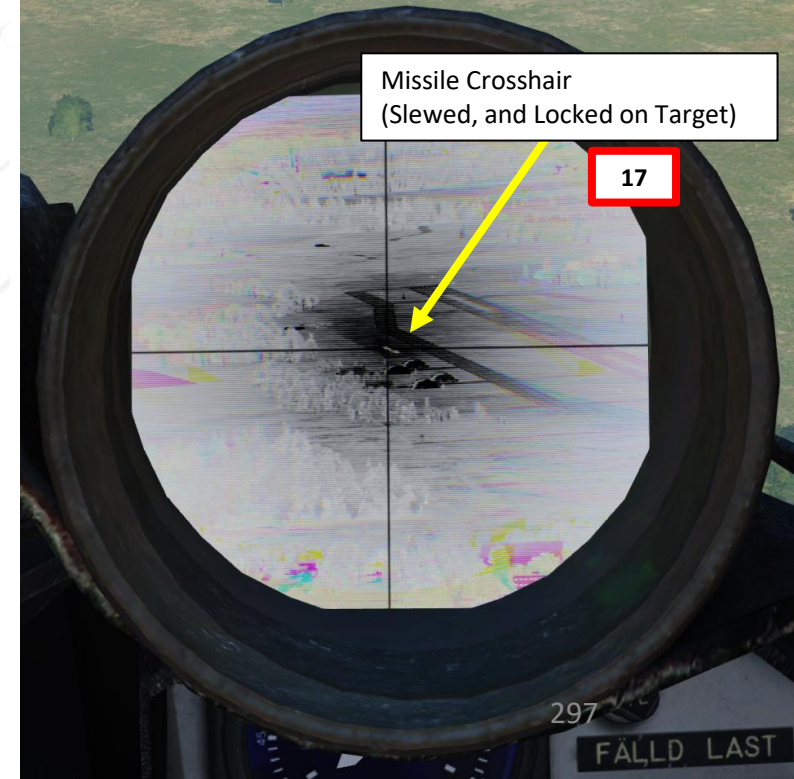 Missile Crosshair
(Slewed, and Locked on Target)
17
297
FÄLLD LAST